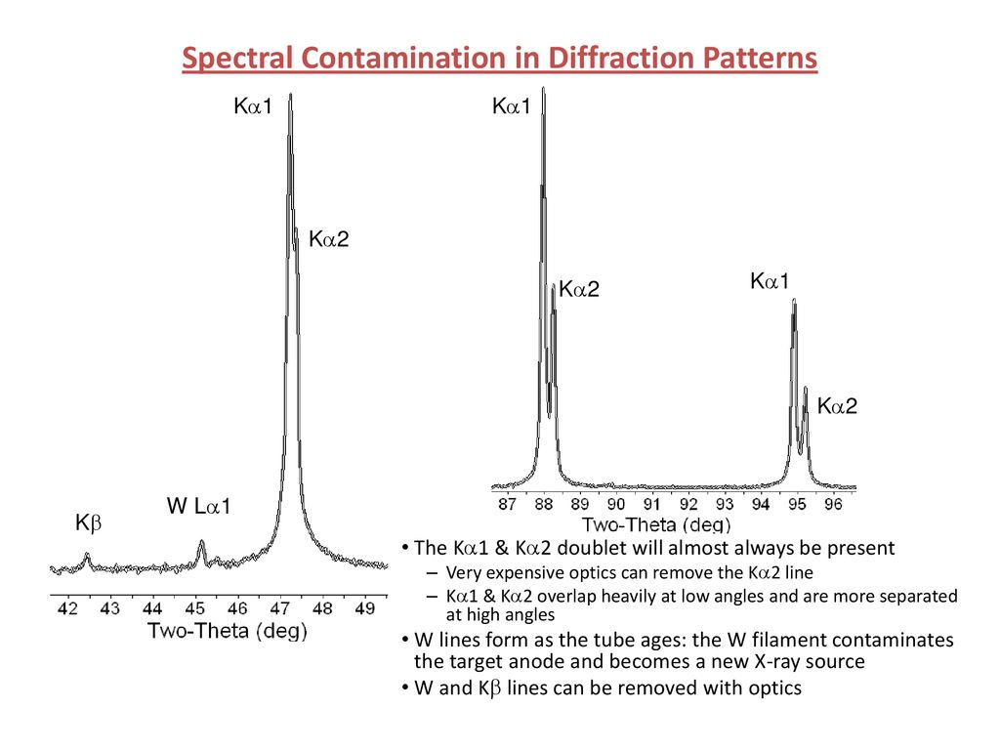 Spectral Contamination in Diffraction Patterns
Kα1
Kα2
Kβ
W Lα1
42 43 44 45 46 47 48 49
Two-Theta (deg)
Kα1
Kα2
Kα1
Kα2
87 88 89 90 91 92 93 94 95 96
Two-Theta (deg)
• The Kα1 & Kα2 doublet will almost always be present
– Very expensive optics can remove the Kα2 line
– Kα1 & Kα2 overlap heavily at low angles and are more separated
at high angles
• W lines form as the tube ages: the W filament contaminates
the target anode and becomes a new X-ray source
• W and Kβ lines can be removed with optics